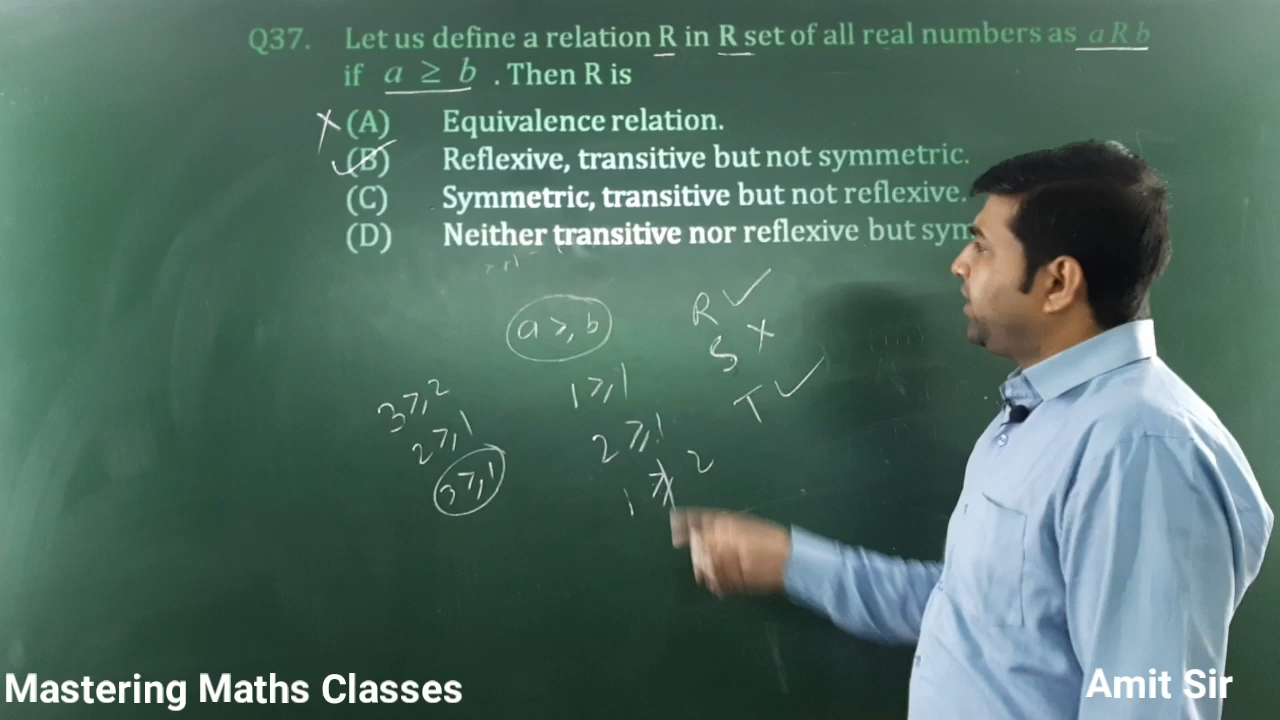 Q37. Let us define a relation R in R set of all real numbers as a R b
if a ≥ b . Then R is
(A) Equivalence relation.
(B) Reflexive, transitive but not symmetric.
(C) Symmetric, transitive but not reflexive.
(D) Neither transitive nor reflexive but sym
a ≥ b
R ✓
S ✗
T ✓
3 ≥ 2
2 ≥ 1
3 ≥ 1
1 ≥ 1
2 ≥ 1
1 ≱ 2
Mastering Maths Classes
Amit Sir